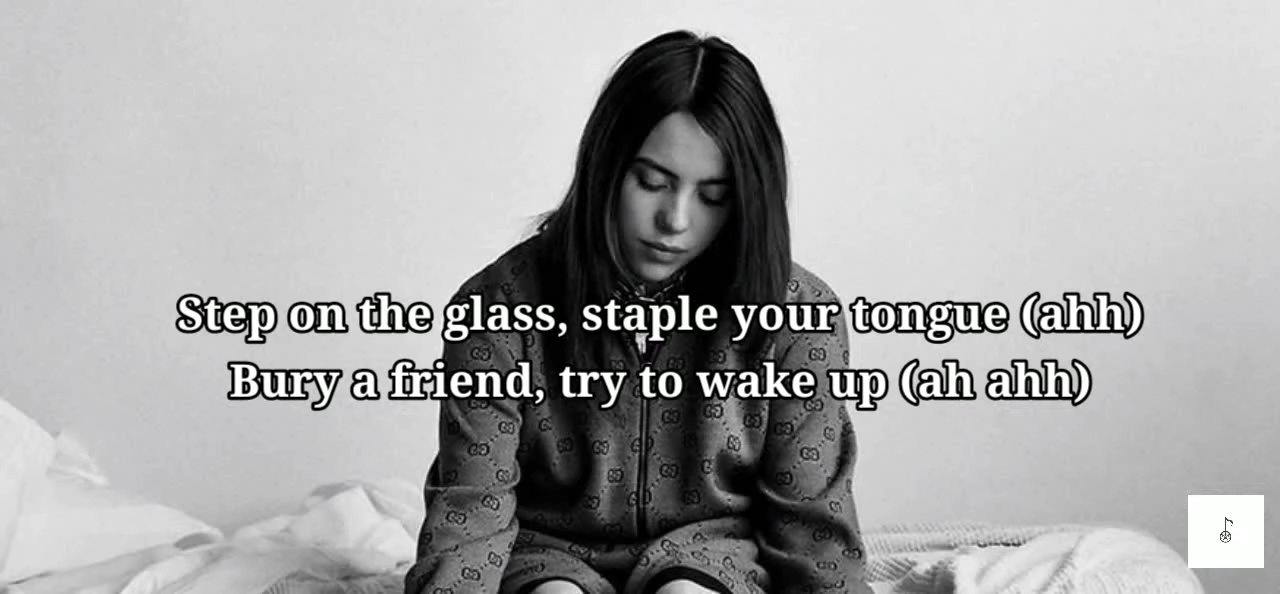 Step on the glass, staple your tongue (ahh)
Bury a friend, try to wake up (ah ahh)